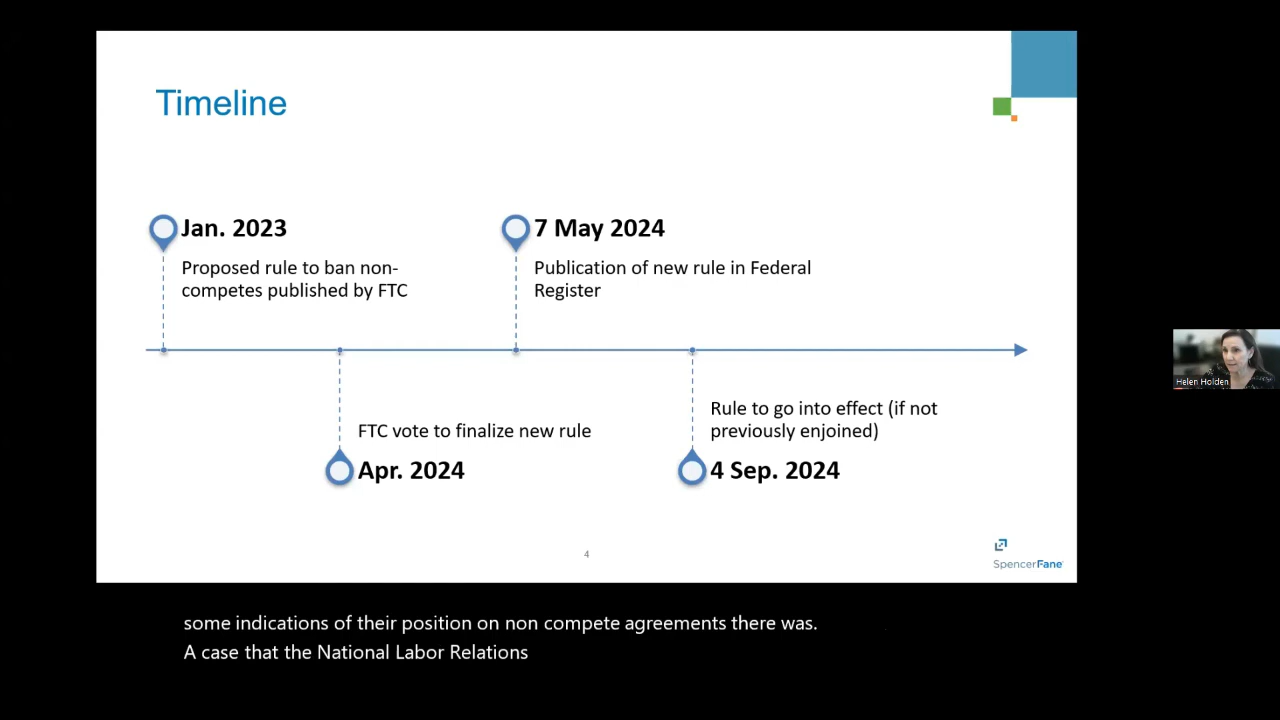 Timeline
Jan. 2023
Proposed rule to ban non-
competes published by FTC
7 May 2024
Publication of new rule in Federal
Register
FTC vote to finalize new rule
Apr. 2024
Rule to go into effect (if not
previously enjoined)
4 Sep. 2024
4
SpencerFane
Helen Holden
some indications of their position on non compete agreements there was.
A case that the National Labor Relations